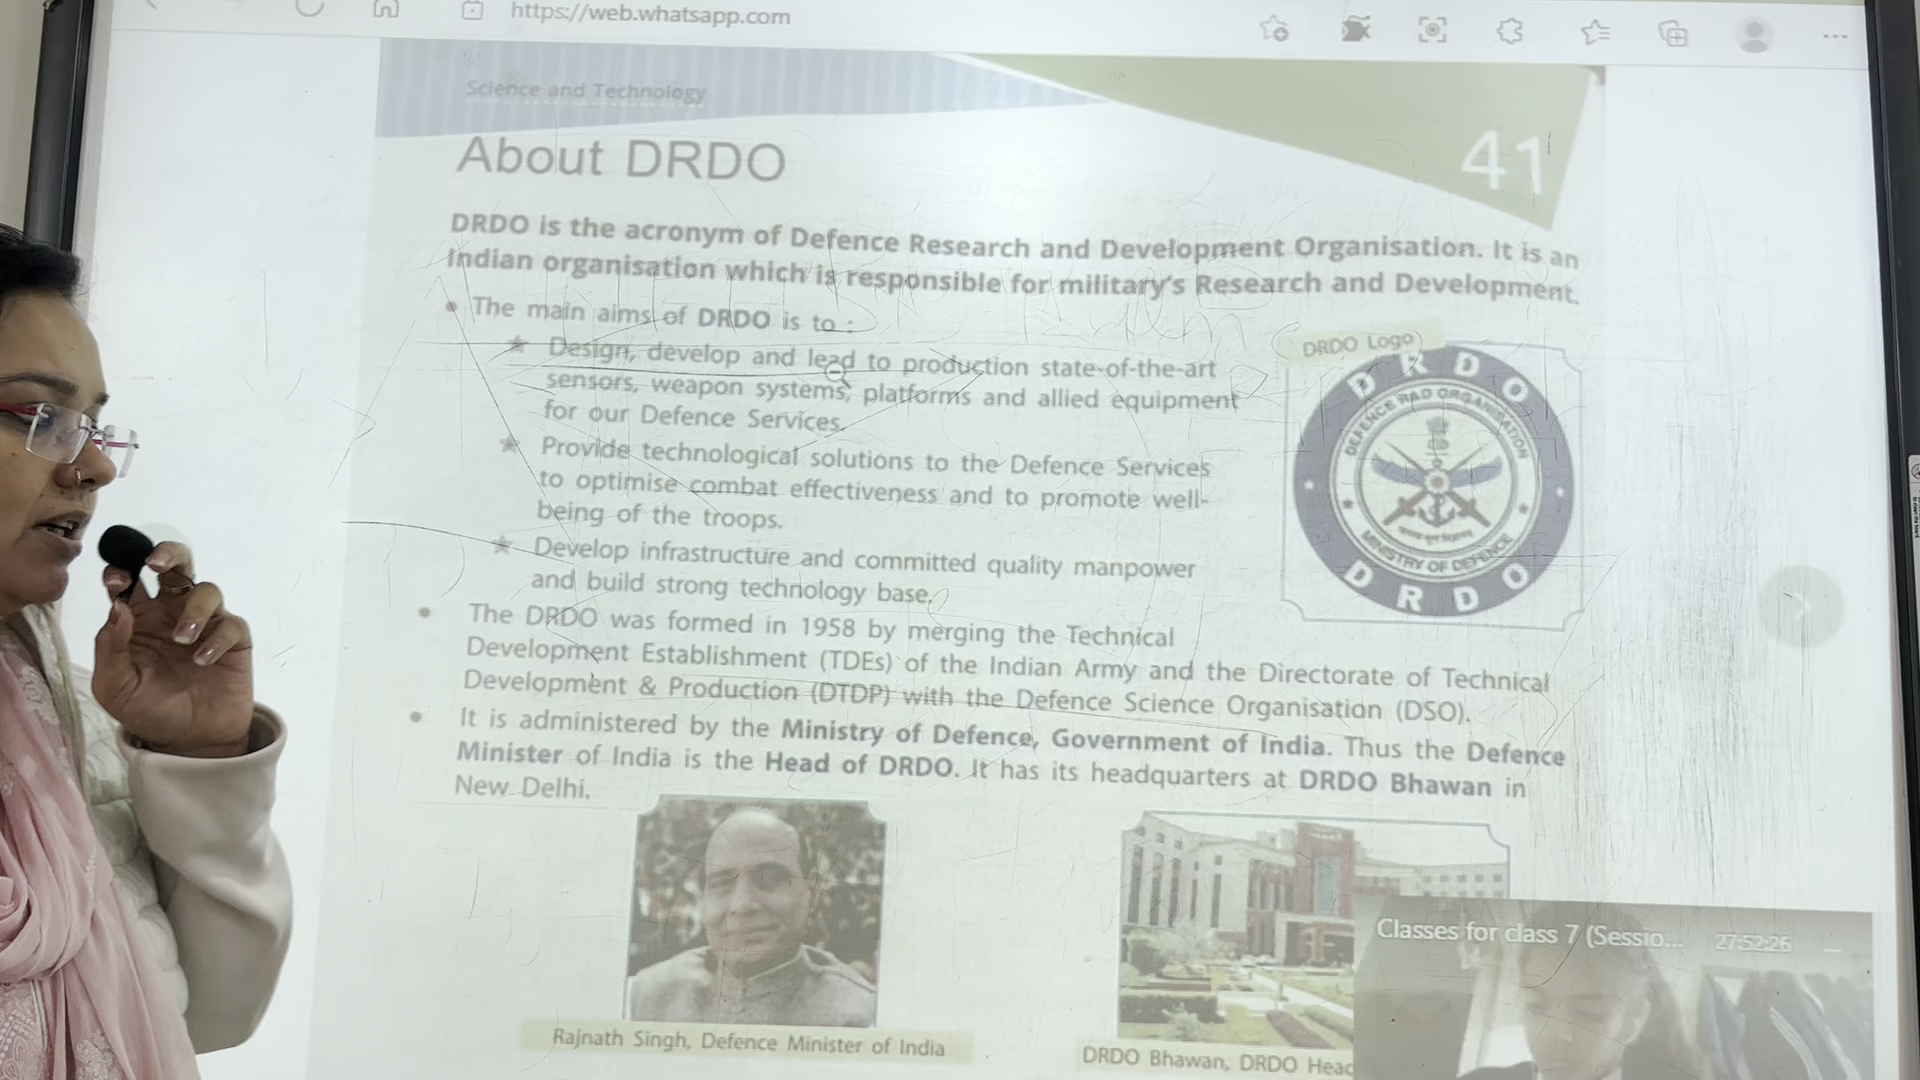 https://web.whatsapp.com
Science and Technology
About DRDO
41
DRDO is the acronym of Defence Research and Development Organisation. It is an
Indian organisation which is responsible for military's Research and Development.
• The main aims of DRDO is to :
★ Design, develop and lead to production state-of-the-art
sensors, weapon systems, platforms and allied equipment
for our Defence Services.
★ Provide technological solutions to the Defence Services
to optimise combat effectiveness and to promote well-
being of the troops.
★ Develop infrastructure and committed quality manpower
and build strong technology base.
DRDO Logo
DRDO
DEFENCE R&D ORGANISATION
MINISTRY OF DEFENCE
DRDO
• The DRDO was formed in 1958 by merging the Technical
Development Establishment (TDEs) of the Indian Army and the Directorate of Technical
Development & Production (DTDP) with the Defence Science Organisation (DSO).
• It is administered by the Ministry of Defence, Government of India. Thus the Defence
Minister of India is the Head of DRDO. It has its headquarters at DRDO Bhawan in
New Delhi.
Rajnath Singh, Defence Minister of India
DRDO Bhawan, DRDO Head
Classes for class 7 (Sessio... 27:52:26